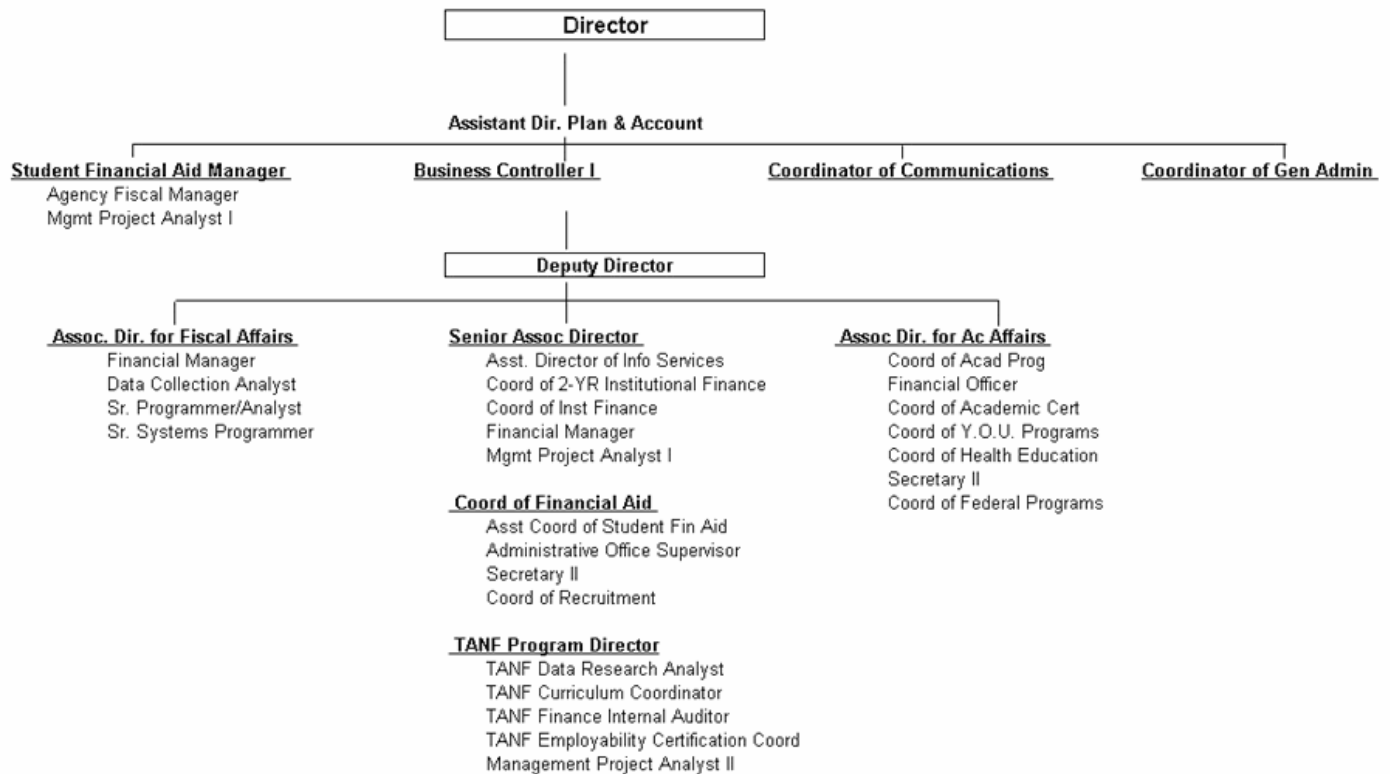 Director
Assistant Dir. Plan & Account
Student Financial Aid Manager
Agency Fiscal Manager
Mgmt Project Analyst I
Business Controller I
Coordinator of Communications
Coordinator of Gen Admin
Deputy Director
Assoc. Dir. for Fiscal Affairs
Financial Manager
Data Collection Analyst
Sr. Programmer/Analyst
Sr. Systems Programmer
Senior Assoc Director
Asst. Director of Info Services
Coord of 2-YR Institutional Finance
Coord of Inst Finance
Financial Manager
Mgmt Project Analyst I
Coord of Financial Aid
Asst Coord of Student Fin Aid
Administrative Office Supervisor
Secretary II
Coord of Recruitment
TANF Program Director
TANF Data Research Analyst
TANF Curriculum Coordinator
TANF Finance Internal Auditor
TANF Employability Certification Coord
Management Project Analyst II
Assoc Dir. for Ac Affairs
Coord of Acad Prog
Financial Officer
Coord of Academic Cert
Coord of Y.O.U. Programs
Coord of Health Education
Secretary II
Coord of Federal Programs